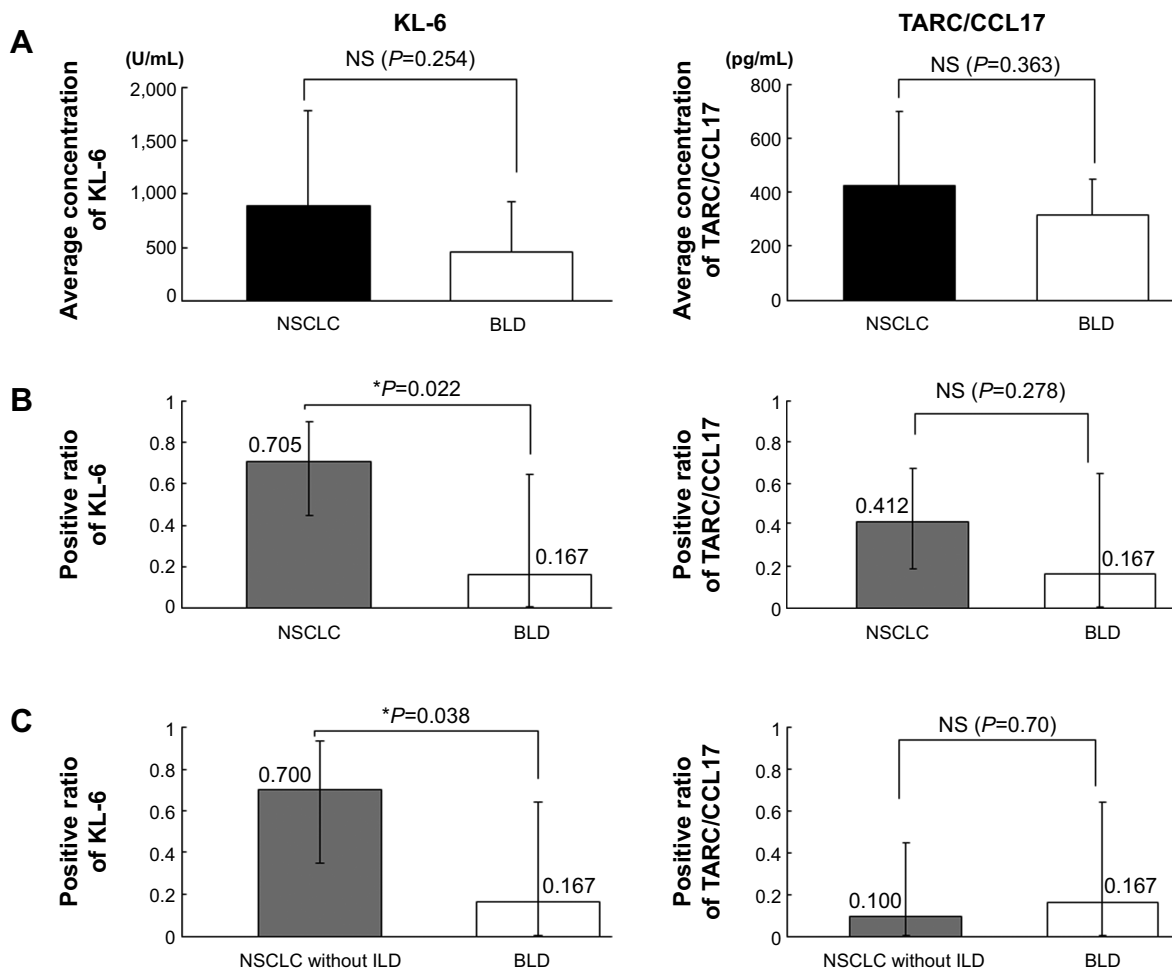 KL-6
TARC/CCL17
A
(U/mL)
NS (P=0.254)
2,000
1,500
1,000
500
0
Average concentration
of KL-6
NSCLC
BLD
(pg/mL)
NS (P=0.363)
800
600
400
200
0
Average concentration
of TARC/CCL17
NSCLC
BLD
B
*P=0.022
1
0.8
0.6
0.4
0.2
0
Positive ratio
of KL-6
0.705
0.167
NSCLC
BLD
NS (P=0.278)
1
0.8
0.6
0.4
0.2
0
Positive ratio
of TARC/CCL17
0.412
0.167
NSCLC
BLD
C
*P=0.038
1
0.8
0.6
0.4
0.2
0
Positive ratio
of KL-6
0.700
0.167
NSCLC without ILD
BLD
NS (P=0.70)
1
0.8
0.6
0.4
0.2
0
Positive ratio
of TARC/CCL17
0.100
0.167
NSCLC without ILD
BLD